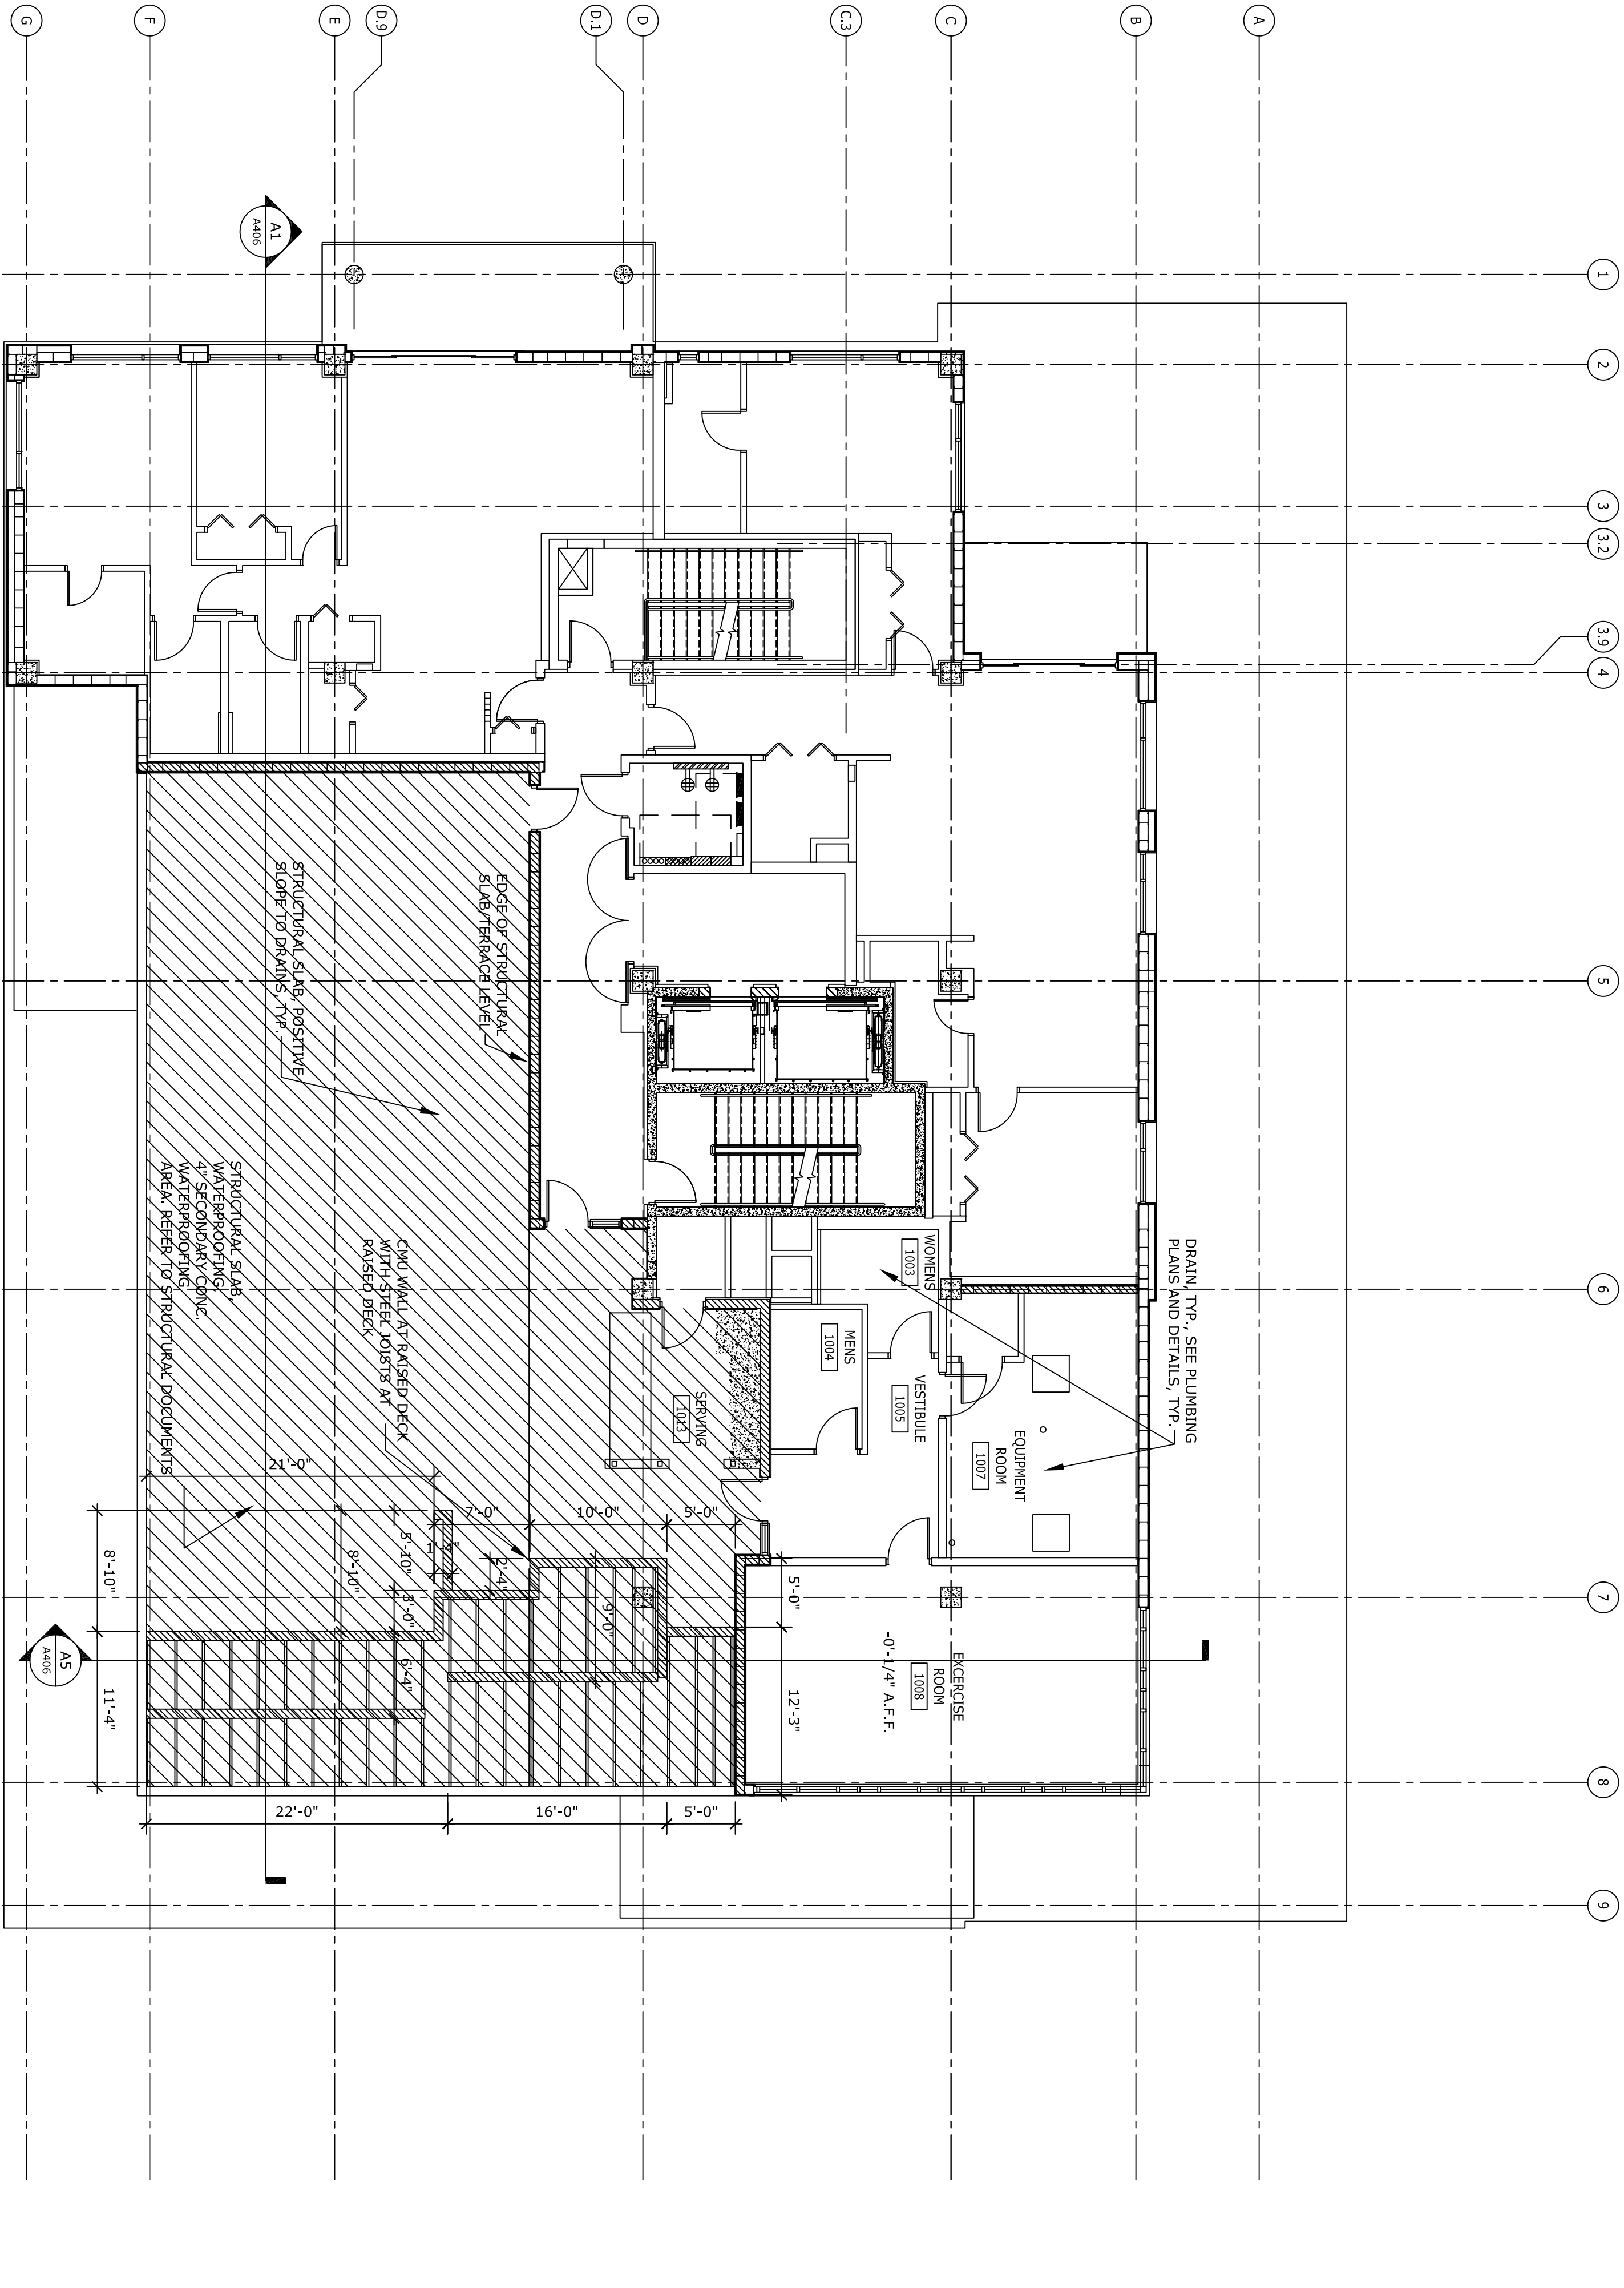 G
F
E
D.9
D.1
D
C.3
C
B
A
1
2
3
3.2
3.9
4
5
6
7
8
9
A1
A406
A5
A406
DRAIN, TYP., SEE PLUMBING
PLANS AND DETAILS, TYP.
WOMENS
1003
MENS
1004
VESTIBULE
1005
EQUIPMENT
ROOM
1007
EXCERCISE
ROOM
1008
-0'-1/4" A.F.F.
SERVING
1013
EDGE OF STRUCTURAL
SLAB/TERRACE LEVEL
STRUCTURAL SLAB, POSITIVE
SLOPE TO DRAINS, TYP.
CMU WALL AT RAISED DECK
WITH STEEL JOISTS AT
RAISED DECK
STRUCTURAL SLAB,
WATERPROOFING,
4" SECONDARY CONC.
WATERPROOFING
AREA. REFER TO STRUCTURAL DOCUMENTS
21'-0"
7'-0"
10'-0"
5'-0"
5'-0"
12'-3"
8'-10"
11'-4"
8'-10"
5'-10"
3'-0"
6'-4"
2'-4"
9'-0"
22'-0"
16'-0"
5'-0"